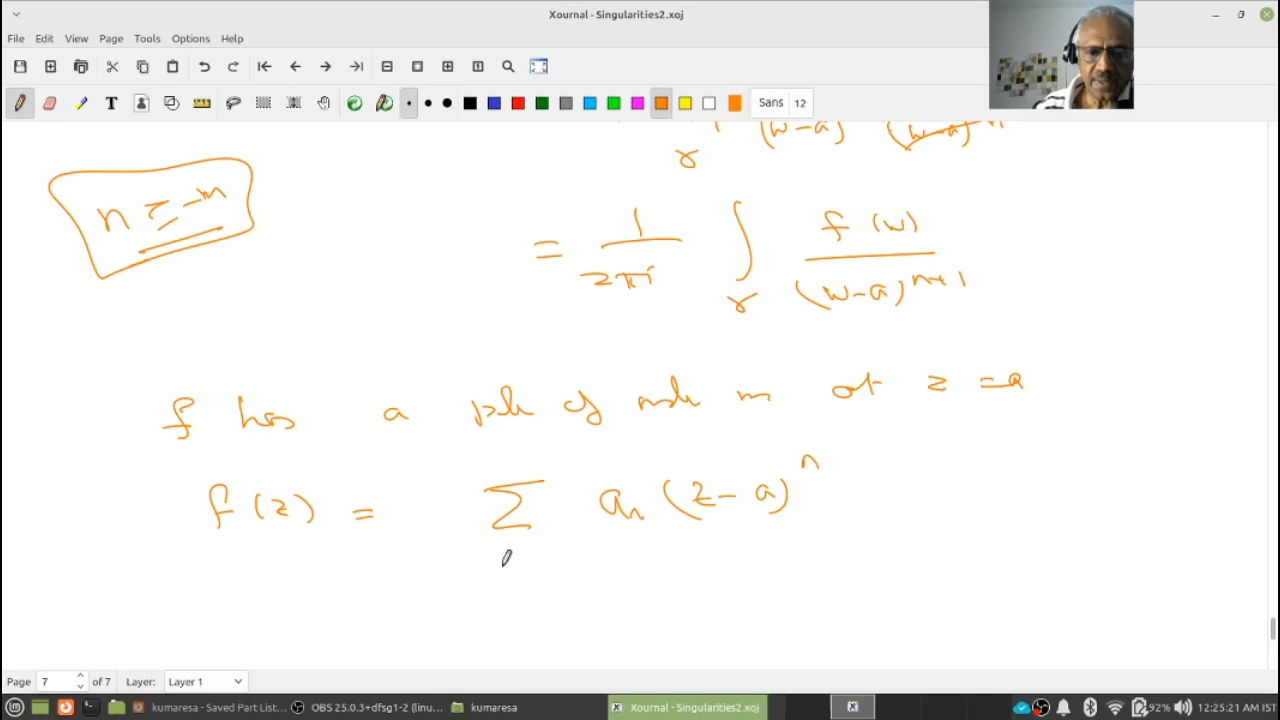 Xournal - Singularities2.xoj
File Edit View Page Tools Options Help
Sans 12
γ (w-a)
n ≥ -m
= 1/2πi ∫γ f(w)/(w-a)^{n+1}
f has a pole of order m at z = a
f(z) = Σ aₙ (z-a)^n
Page 7 of 7 Layer: Layer 1
kumaresa - Saved Part List... OBS 25.0.3+dfsg1-2 (linu... kumaresa Xournal - Singularities2.xoj 92% 12:25:21 AM IST